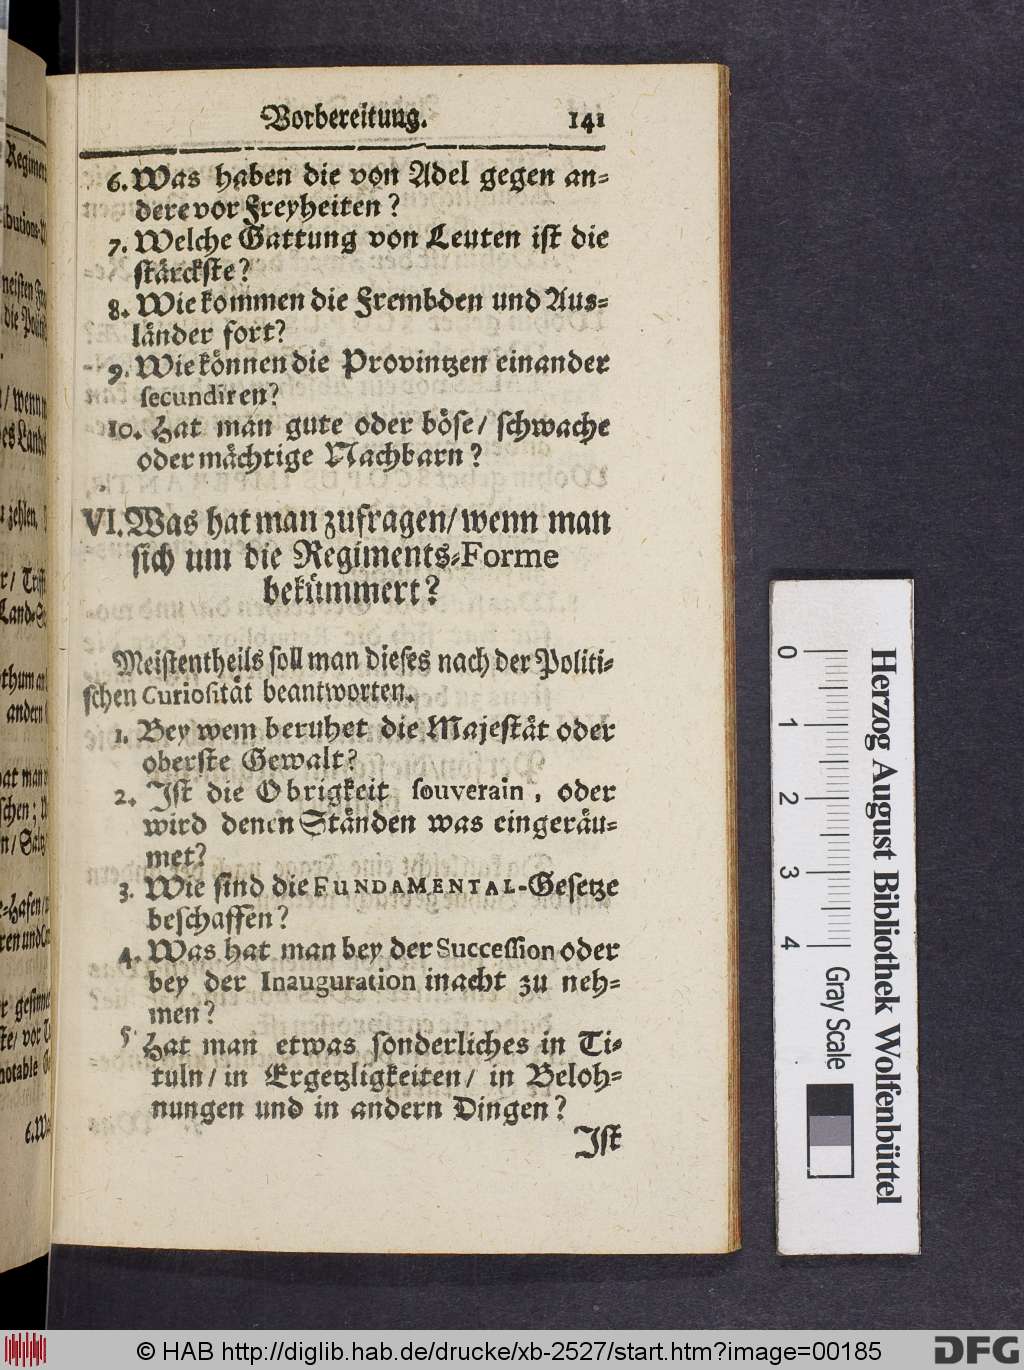 Vorbereitung. 141
6. Was haben die von Adel gegen an-
dere vor Freyheiten?
7. Welche Gattung von Leuten ist die
stärckste?
8. Wie kommen die Frembden und Aus-
länder fort?
9. Wie können die Provintzen einander
secundiren?
10. Hat man gute oder böse/ schwache
oder mächtige Nachbarn?
VI. Was hat man zufragen/ wenn man
sich um die Regiments-Forme
bekümmert?
Meistentheils soll man dieses nach der Politi-
schen Curiosität beantworten.
1. Bey wem beruhet die Majestät oder
oberste Gewalt?
2. Ist die Obrigkeit souverain, oder
wird denen Ständen was eingeräu-
met?
3. Wie sind die FUNDAMENTAL-Gesetze
beschaffen?
4. Was hat man bey der Succession oder
bey der Inauguration inacht zu neh-
men?
5 Hat man etwas sonderliches in Ti-
tuln/ in Ergetzligkeiten/ in Beloh-
nungen und in andern Dingen?
Ist
0 1 2 3 4
Herzog August Bibliothek Wolfenbüttel
Gray Scale
© HAB http://diglib.hab.de/drucke/xb-2527/start.htm?image=00185
DFG